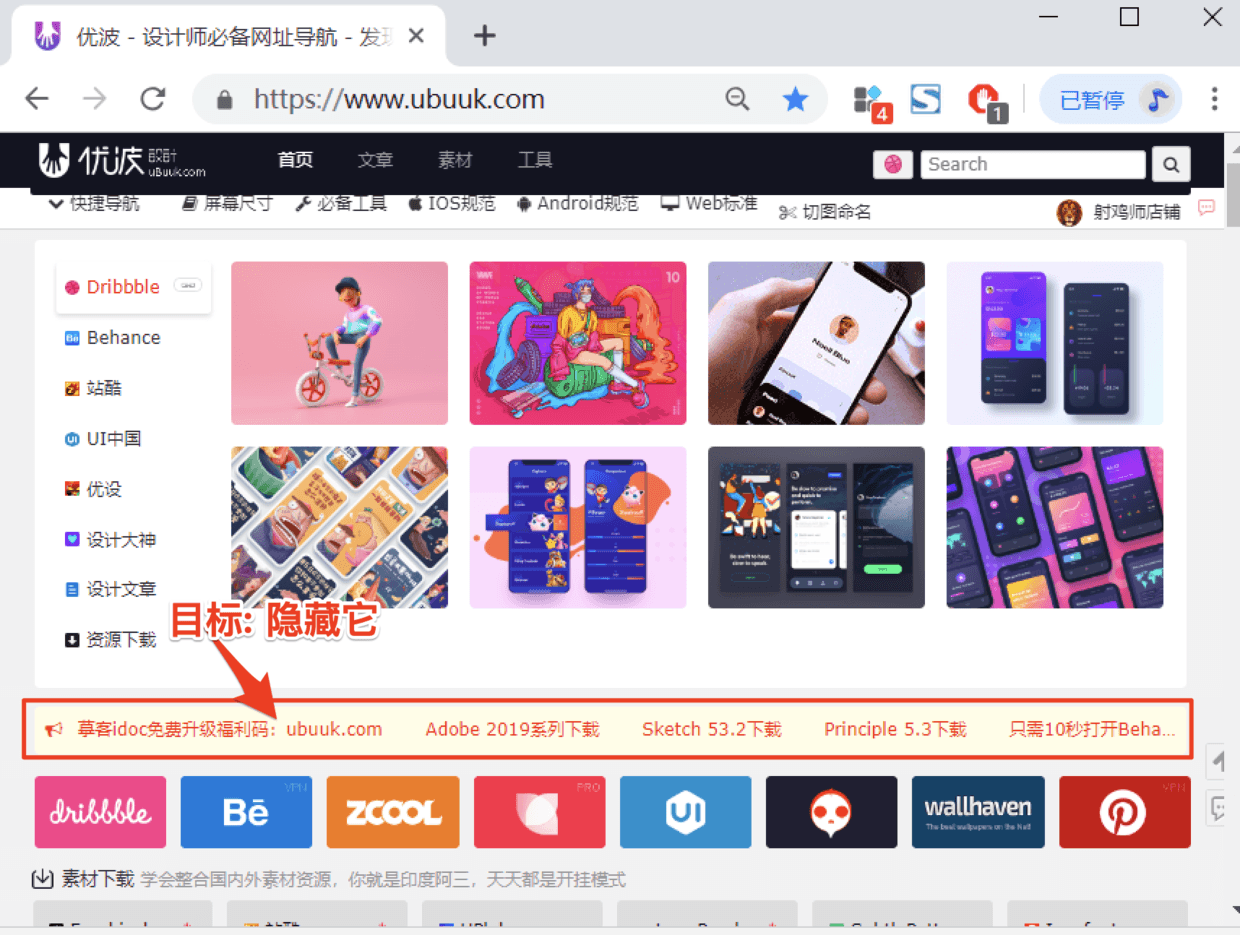 优波 - 设计师必备网址导航 - 发现
https://www.ubuuk.com
4
1
已暂停
优波 設計 uBuuk.com
首页 文章 素材 工具
Search
快捷导航 屏幕尺寸 必备工具 IOS规范 Android规范 Web标准 切图命名 射鸡师店铺
Dribbble
Behance
站酷
UI中国
优设
设计大神
设计文章
资源下载
10
Noell Blue
目标: 隐藏它
摹客idoc免费升级福利码：ubuuk.com Adobe 2019系列下载 Sketch 53.2下载 Principle 5.3下载 只需10秒打开Beha...
dribbble
Bē VPN
ZCOOL
PRO
UI
wallhaven
The best wallpapers on the Net!
VPN
素材下载 学会整合国内外素材资源，你就是印度阿三，天天都是开挂模式